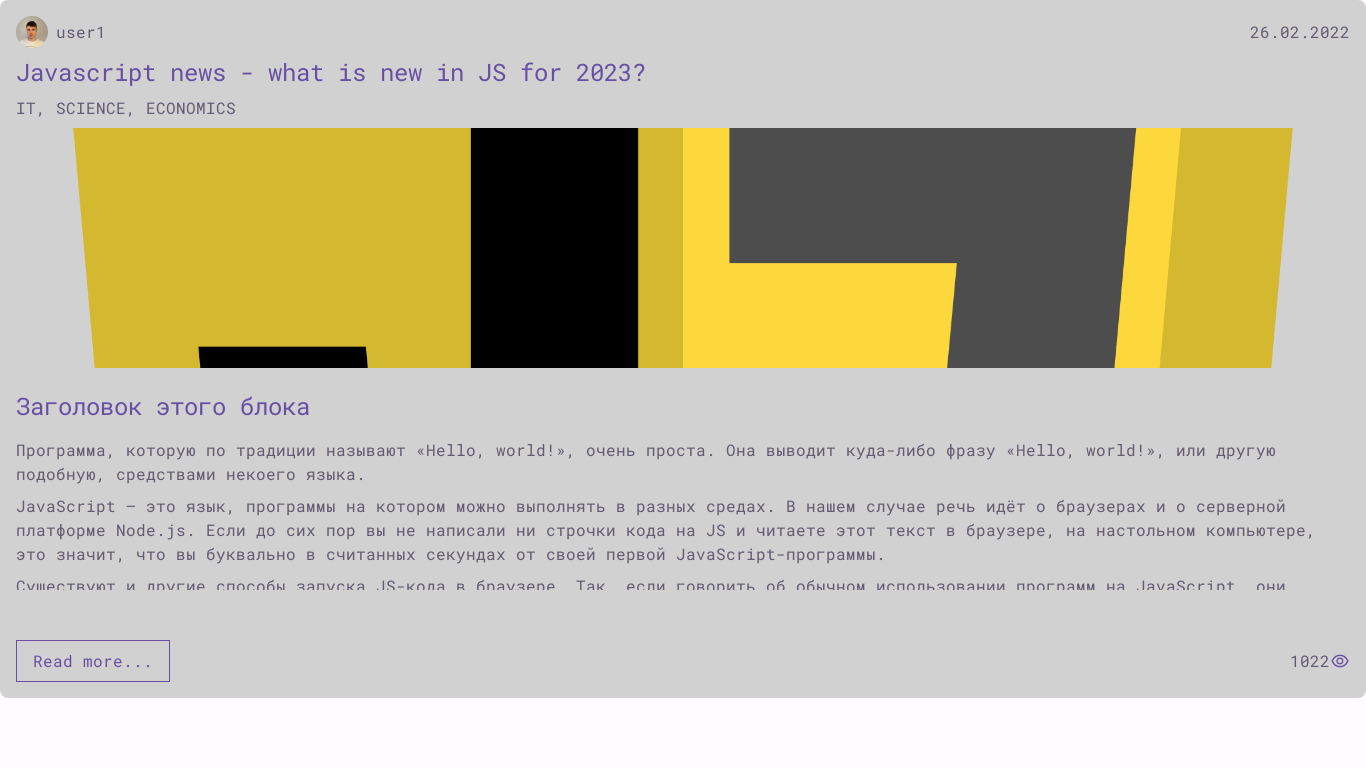 user1
26.02.2022
Javascript news - what is new in JS for 2023?
IT, SCIENCE, ECONOMICS
Заголовок этого блока
Программа, которую по традиции называют «Hello, world!», очень проста. Она выводит куда-либо фразу «Hello, world!», или другую
подобную, средствами некоего языка.
JavaScript — это язык, программы на котором можно выполнять в разных средах. В нашем случае речь идёт о браузерах и о серверной
платформе Node.js. Если до сих пор вы не написали ни строчки кода на JS и читаете этот текст в браузере, на настольном компьютере,
это значит, что вы буквально в считанных секундах от своей первой JavaScript-программы.
Существуют и другие способы запуска JS-кода в браузере. Так, если говорить об обычном использовании программ на JavaScript, они
Read more...
1022